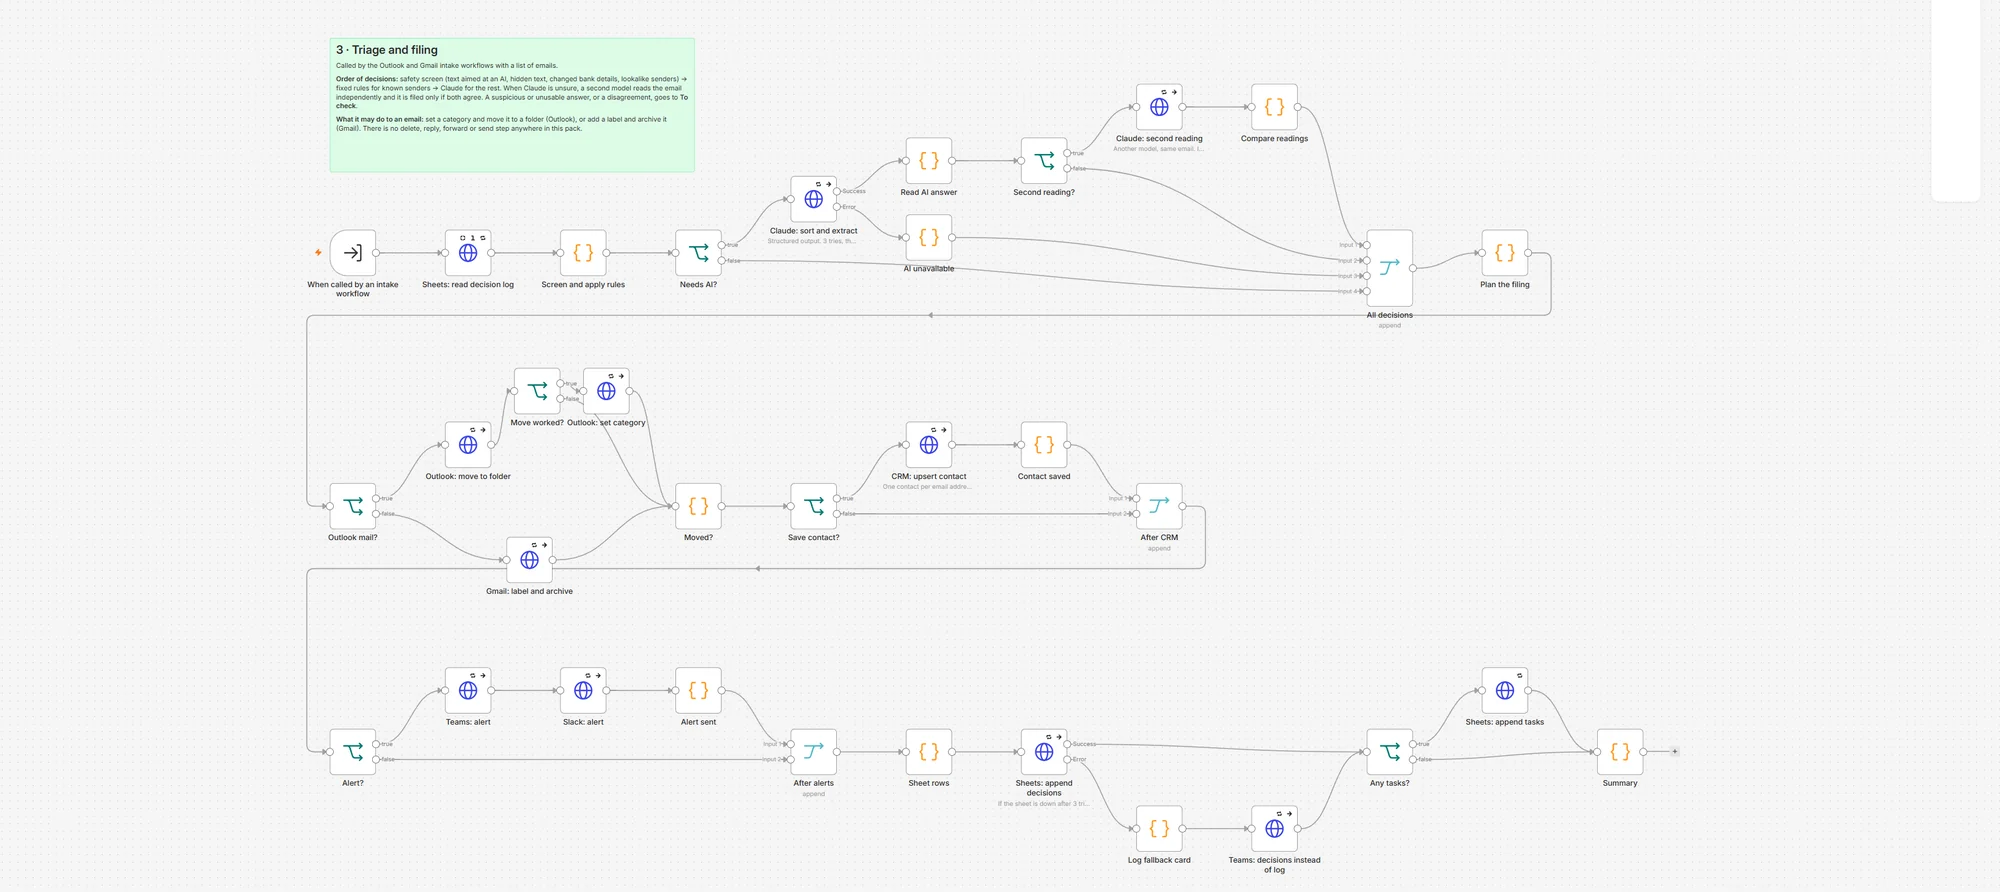 3 · Triage and filing
Called by the Outlook and Gmail intake workflows with a list of emails.
Order of decisions: safety screen (text aimed at an AI, hidden text, changed bank details, lookalike senders) →
fixed rules for known senders → Claude for the rest. When Claude is unsure, a second model reads the email
independently and it is filed only if both agree. A suspicious or unusable answer, or a disagreement, goes to To
check.
What it may do to an email: set a category and move it to a folder (Outlook), or add a label and archive it
(Gmail). There is no delete, reply, forward or send step anywhere in this pack.
Claude: second reading
Another model, same email. I...
Compare readings
Read AI answer
Second reading?
true
false
Success
Error
Claude: sort and extract
Structured output. 3 tries, th...
AI unavailable
When called by an intake
workflow
Sheets: read decision log
Screen and apply rules
Needs AI?
true
false
Input 1
Input 2
Input 3
Input 4
All decisions
append
Plan the filing
Move worked?
true
false
Outlook: set category
Outlook: move to folder
Outlook mail?
true
false
Gmail: label and archive
Moved?
Save contact?
true
false
CRM: upsert contact
One contact per email addre...
Contact saved
Input 1
Input 2
After CRM
append
Teams: alert
Slack: alert
Alert sent
Alert?
true
false
Input 1
Input 2
After alerts
append
Sheet rows
Sheets: append
decisions
If the sheet is down after 3 tri...
Success
Error
Log fallback card
Teams: decisions instead
of log
Any tasks?
true
false
Sheets: append tasks
Summary